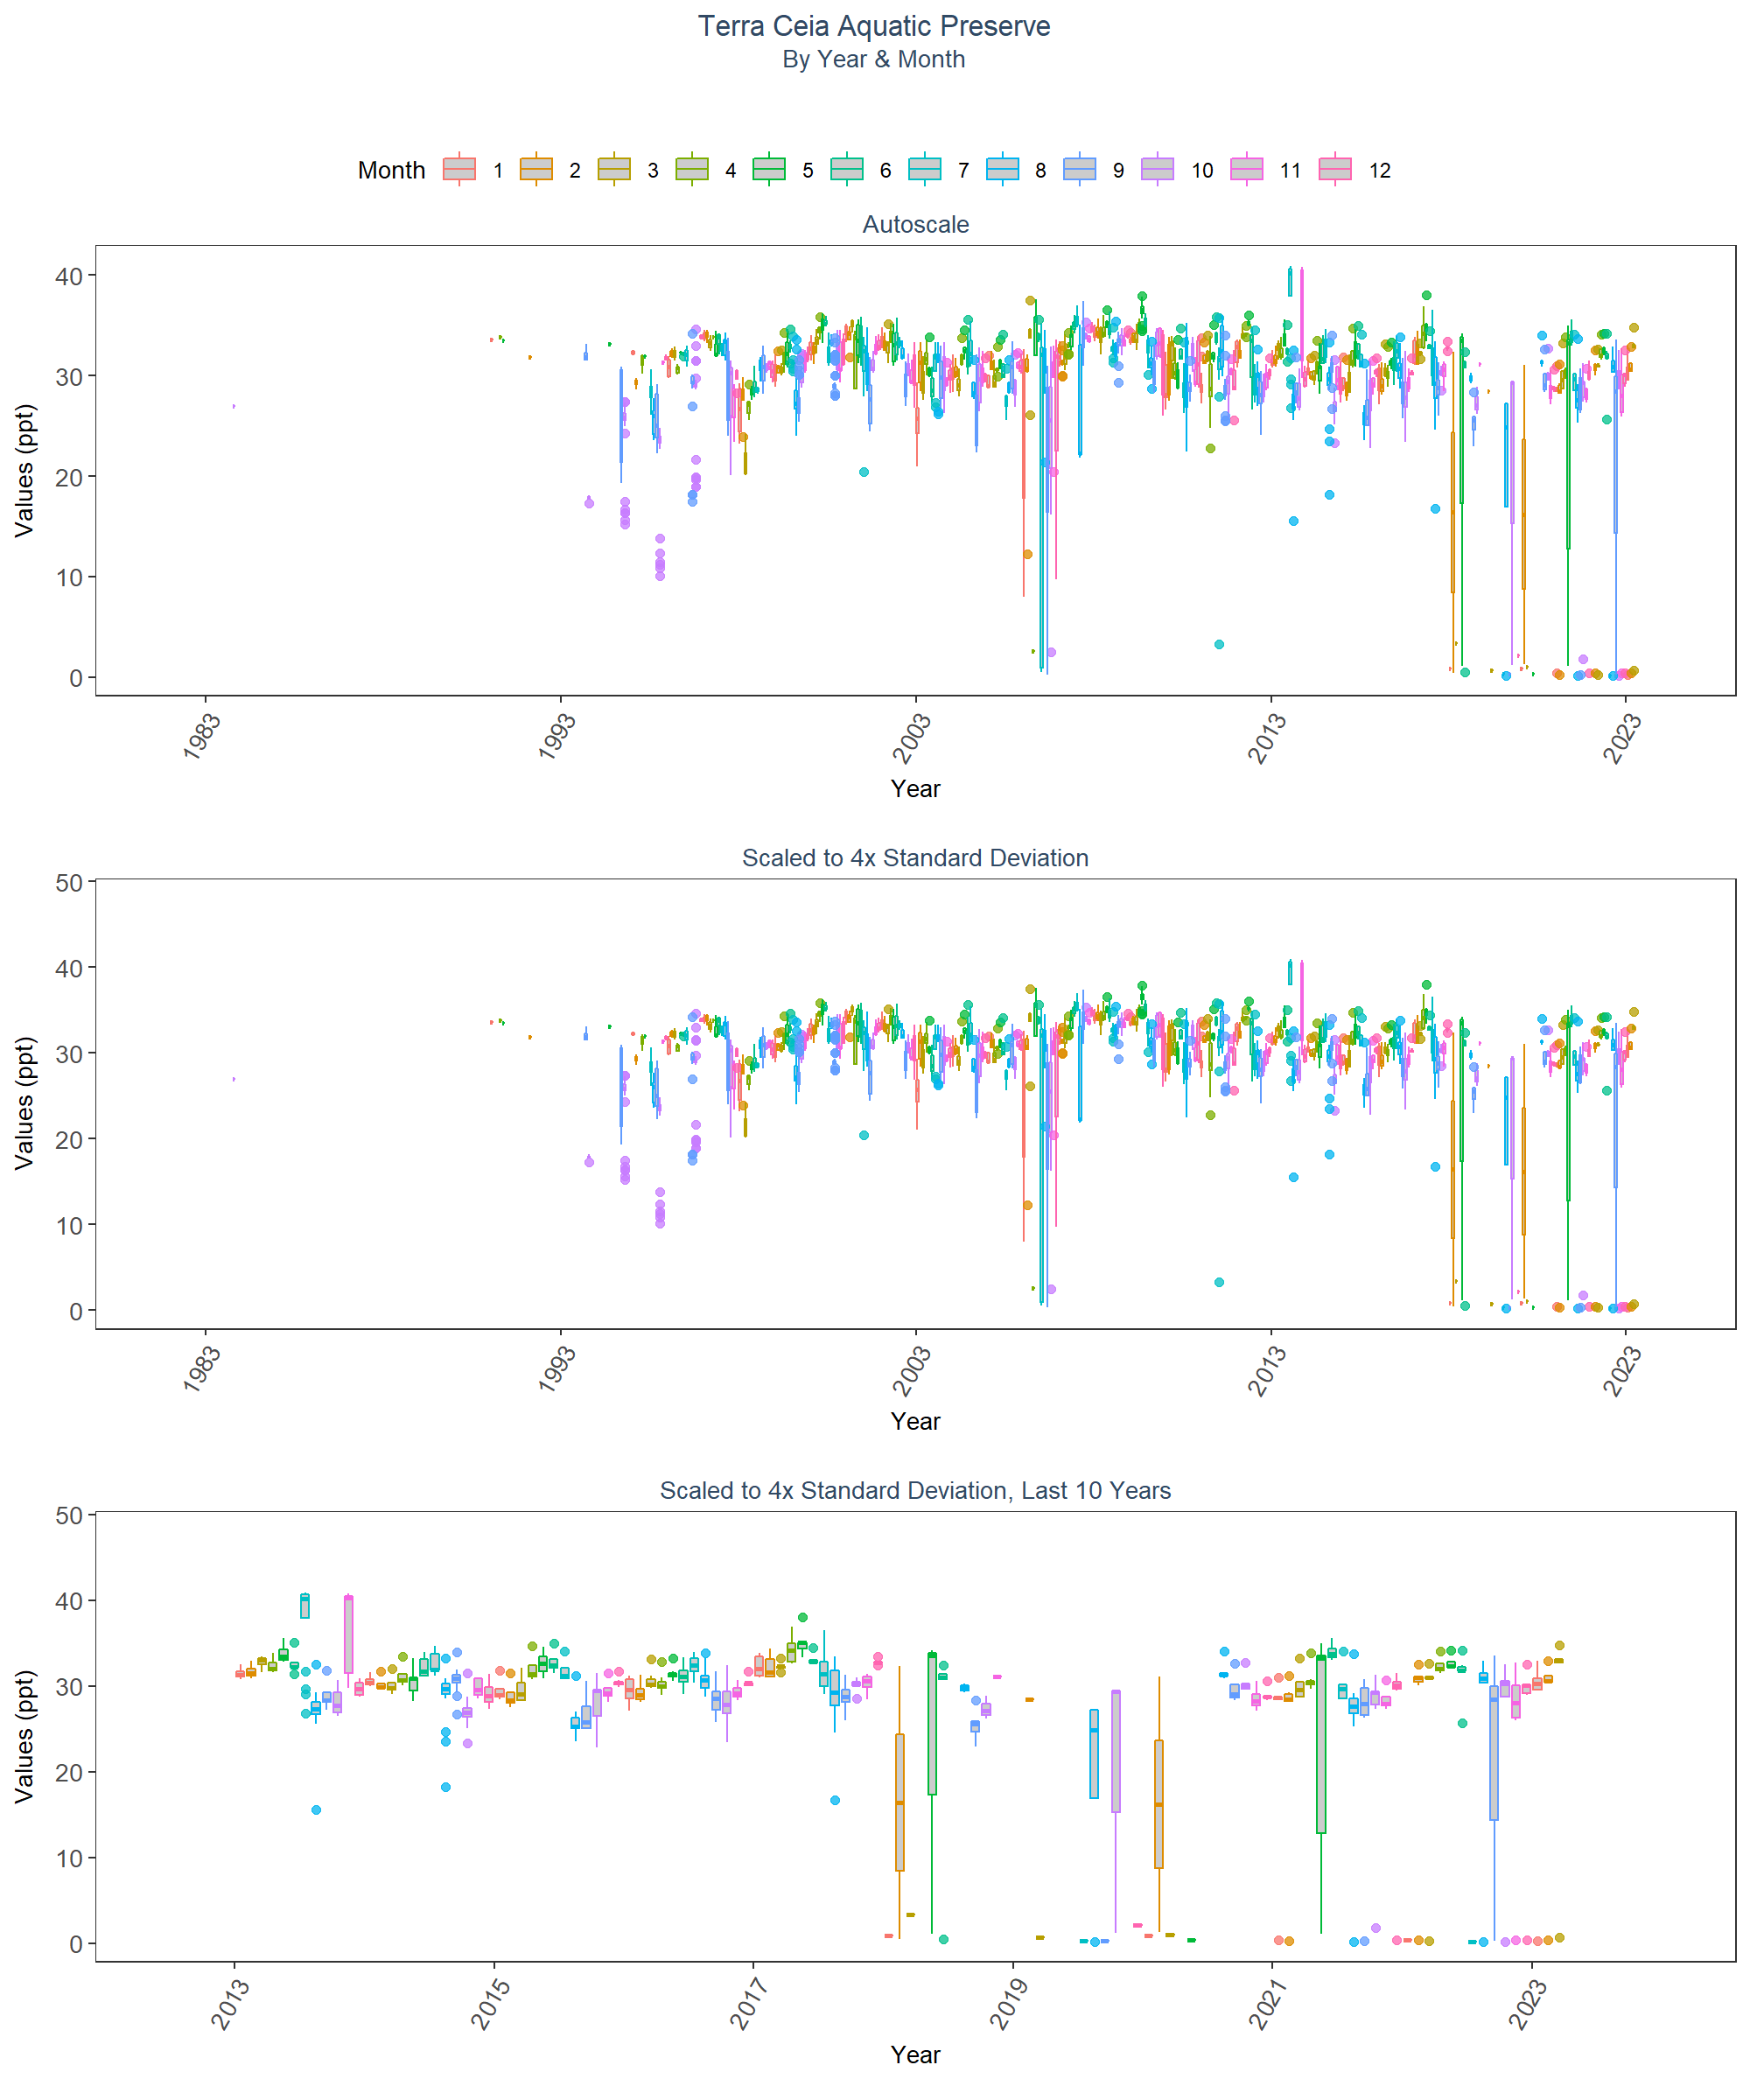 Terra Ceia Aquatic Preserve
By Year & Month
Month 1 2 3 4 5 6 7 8 9 10 11 12
Autoscale
Values (ppt)
40
30
20
10
0
1983 1993 2003 2013 2023
Year
Scaled to 4x Standard Deviation
Values (ppt)
50
40
30
20
10
0
1983 1993 2003 2013 2023
Year
Scaled to 4x Standard Deviation, Last 10 Years
Values (ppt)
50
40
30
20
10
0
2013 2015 2017 2019 2021 2023
Year